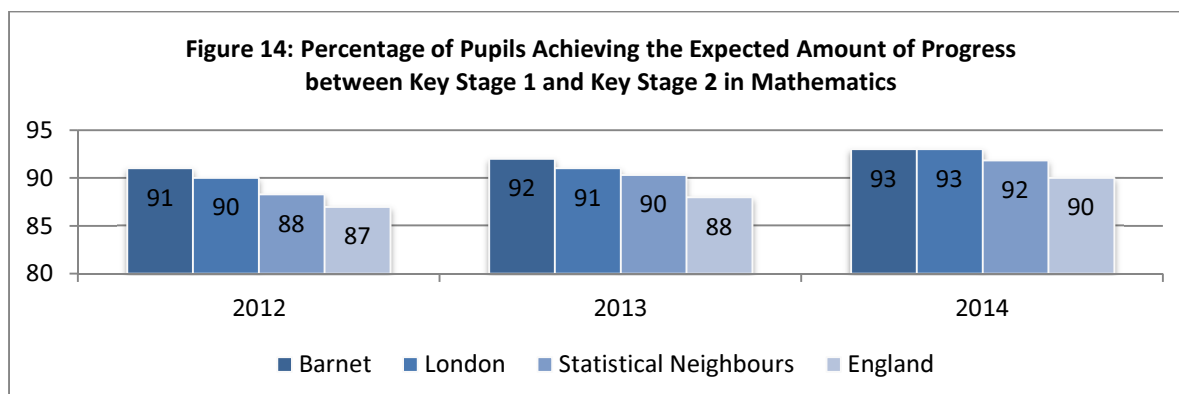 Figure 14: Percentage of Pupils Achieving the Expected Amount of Progress
between Key Stage 1 and Key Stage 2 in Mathematics
95
90
85
80
91 90 88 87
92 91 90 88
93 93 92 90
2012 2013 2014
Barnet London Statistical Neighbours England